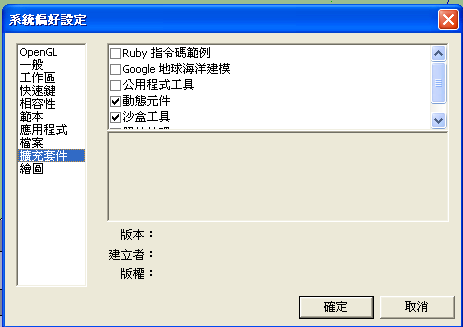 系統偏好設定
OpenGL
一般
工作區
快速鍵
相容性
範本
應用程式
檔案
擴充套件
繪圖
Ruby 指令碼範例
Google 地球海洋建模
公用程式工具
動態元件
沙盒工具
版本：
建立者：
版權：
確定
取消